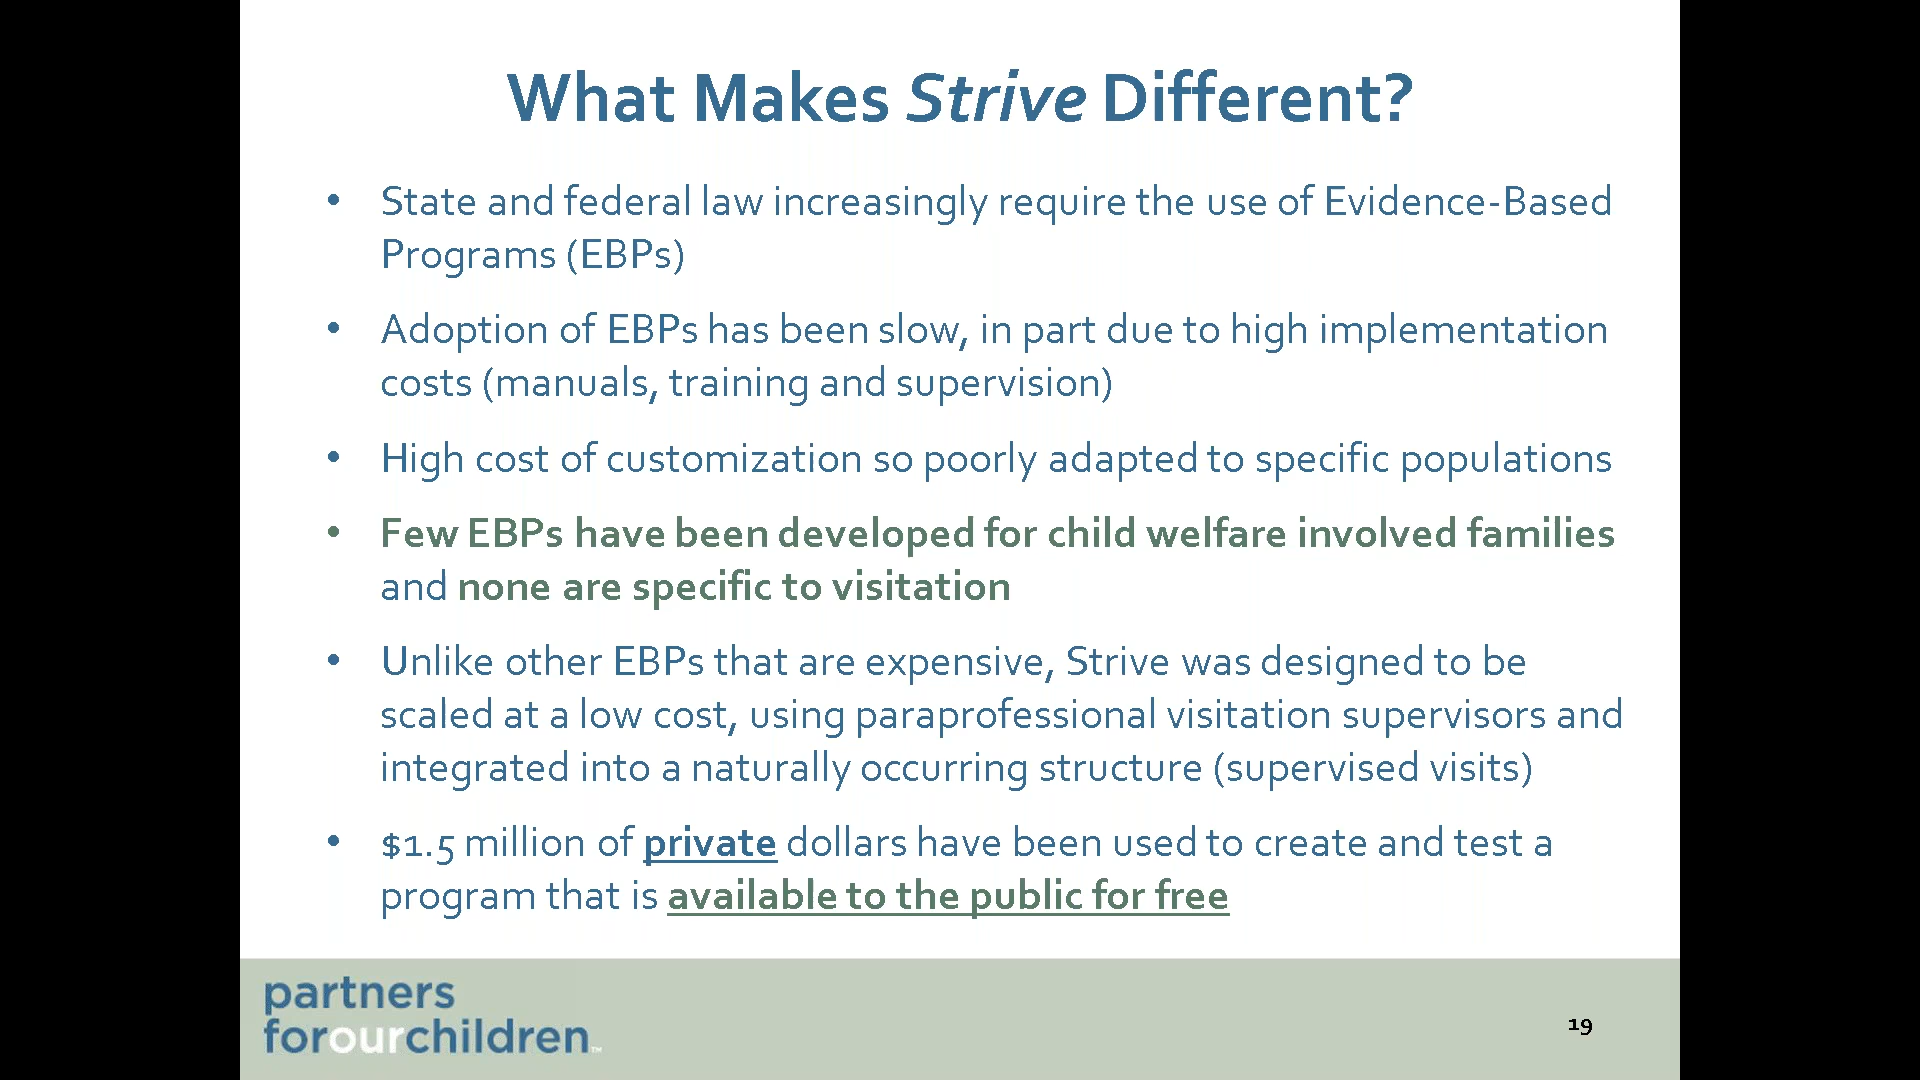 What Makes Strive Different?
• State and federal law increasingly require the use of Evidence-Based
Programs (EBPs)
• Adoption of EBPs has been slow, in part due to high implementation
costs (manuals, training and supervision)
• High cost of customization so poorly adapted to specific populations
• Few EBPs have been developed for child welfare involved families
and none are specific to visitation
• Unlike other EBPs that are expensive, Strive was designed to be
scaled at a low cost, using paraprofessional visitation supervisors and
integrated into a naturally occurring structure (supervised visits)
• $1.5 million of private dollars have been used to create and test a
program that is available to the public for free
partners
forourchildren™
19